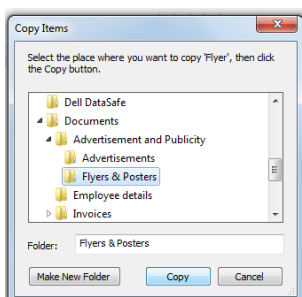 Copy Items
Select the place where you want to copy 'Flyer', then click
the Copy button.
Dell DataSafe
Documents
Advertisement and Publicity
Advertisements
Flyers & Posters
Employee details
Invoices
Folder: Flyers & Posters
Make New Folder Copy Cancel